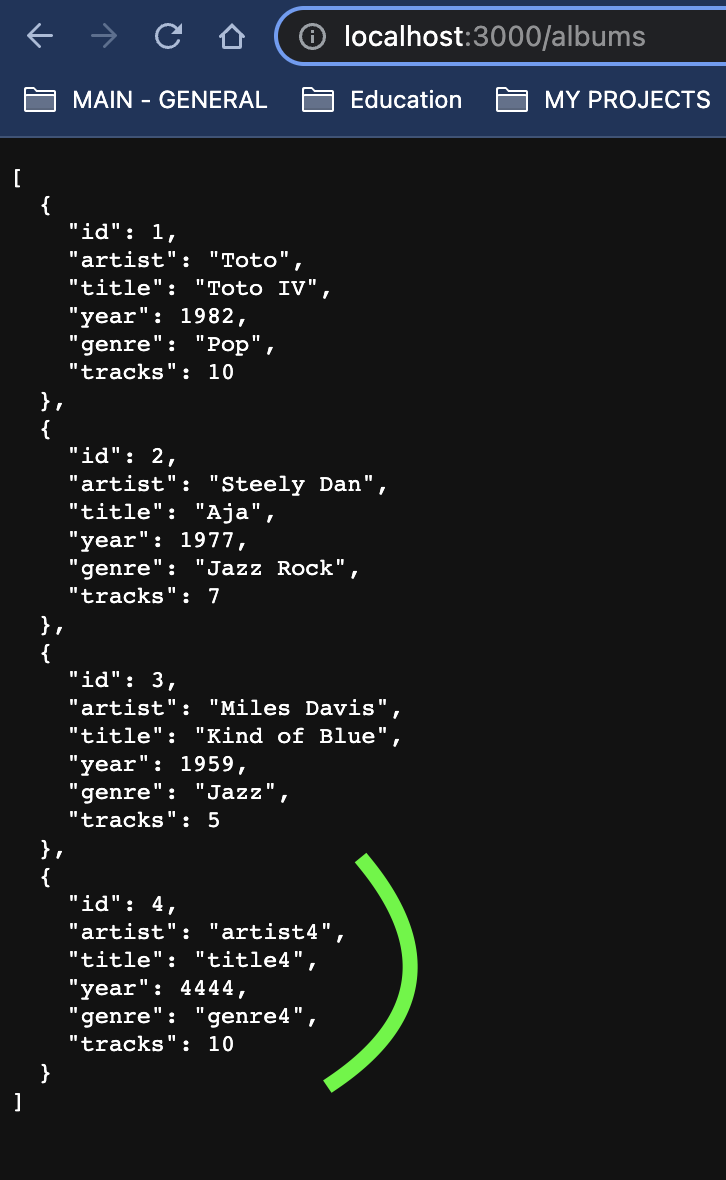 localhost:3000/albums
MAIN - GENERAL Education MY PROJECTS
[
  {
    "id": 1,
    "artist": "Toto",
    "title": "Toto IV",
    "year": 1982,
    "genre": "Pop",
    "tracks": 10
  },
  {
    "id": 2,
    "artist": "Steely Dan",
    "title": "Aja",
    "year": 1977,
    "genre": "Jazz Rock",
    "tracks": 7
  },
  {
    "id": 3,
    "artist": "Miles Davis",
    "title": "Kind of Blue",
    "year": 1959,
    "genre": "Jazz",
    "tracks": 5
  },
  {
    "id": 4,
    "artist": "artist4",
    "title": "title4",
    "year": 4444,
    "genre": "genre4",
    "tracks": 10
  }
]